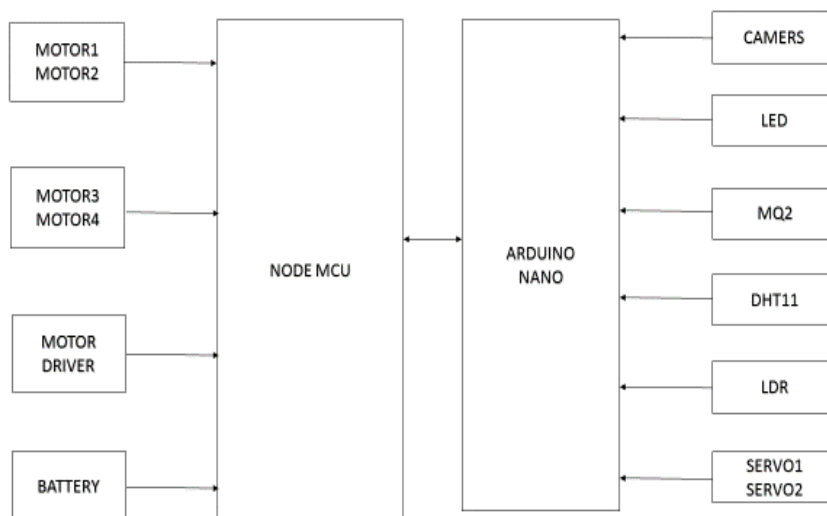 MOTOR1
MOTOR2
MOTOR3
MOTOR4
MOTOR
DRIVER
BATTERY
NODE MCU
ARDUINO
NANO
CAMERS
LED
MQ2
DHT11
LDR
SERVO1
SERVO2